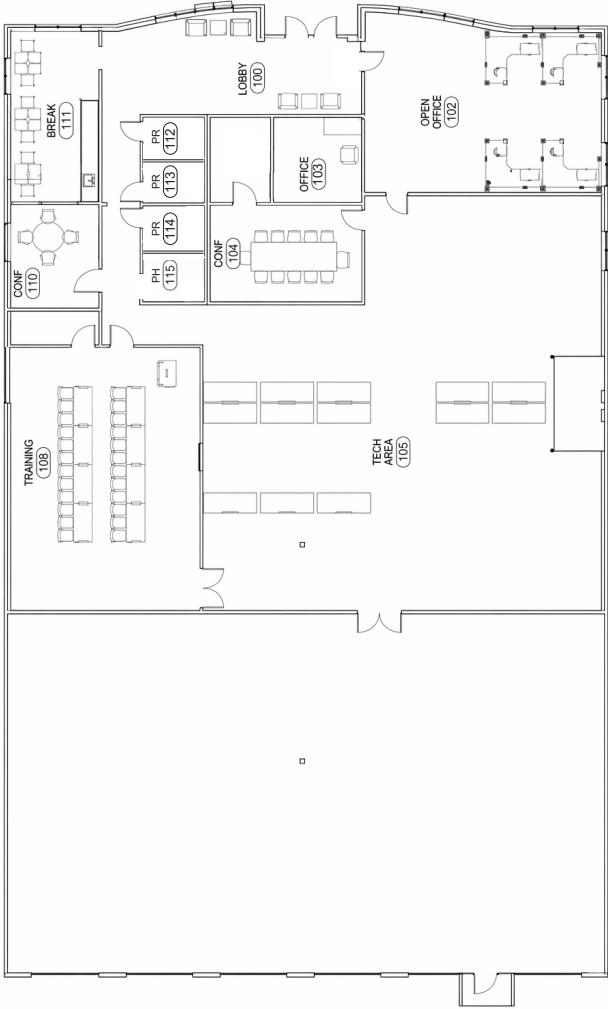 LOBBY
100
BREAK
111
PR
112
PR
113
PR
114
PH
115
OFFICE
103
OPEN
OFFICE
102
CONF
110
CONF
104
TRAINING
108
TECH
AREA
105